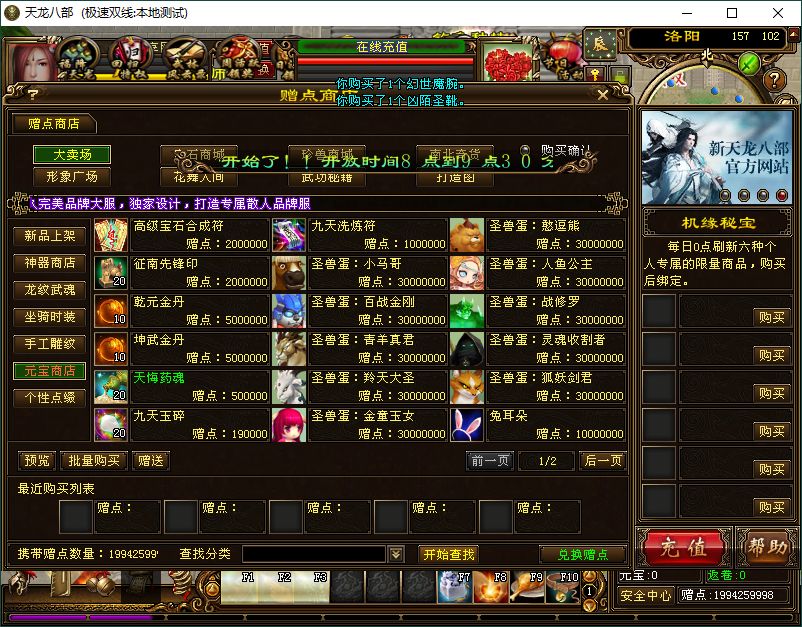 天龙八部 (极速双线:本地测试)
在线充值
洛阳 157 102
北
辰
你购买了1个幻世魔腕。
你购买了1个凶陌圣靴。
赠点商店
赠点商店
大卖场
购买确认
开始了！！开放时间8 点到9 点3 0 分
形象广场 花舞人间 武功秘籍 打造图
完美品牌大服，独家设计，打造专属散人品牌服
新天龙八部
官方网站
机缘秘宝
每日0点刷新六种个
人专属的限量商品，购买
后绑定。
新品上架
神器商店
龙纹武魂
坐骑时装
手工雕纹
元宝商店
个性点缀
高级宝石合成符 赠点：2000000
九天洗炼符 赠点：1000000
圣兽蛋：憨逗熊 赠点：30000000
征南先锋印 赠点：2000000 20
圣兽蛋：小马哥 赠点：30000000
圣兽蛋：人鱼公主 赠点：30000000
乾元金丹 赠点：5000000 10
圣兽蛋：百战金刚 赠点：30000000
圣兽蛋：战修罗 赠点：30000000
坤武金丹 赠点：5000000 10
圣兽蛋：青羊真君 赠点：30000000
圣兽蛋：灵魂收割者 赠点：30000000
天悔药魂 赠点：500000 20
圣兽蛋：羚天大圣 赠点：30000000
圣兽蛋：狐妖剑君 赠点：30000000
九天玉碎 赠点：190000 20
圣兽蛋：金童玉女 赠点：30000000
兔耳朵 赠点：10000000
购买
购买
购买
购买
购买
购买
预览 批量购买 赠送 前一页 1/2 后一页
最近购买列表
赠点： 赠点： 赠点： 赠点： 赠点：
携带赠点数量：19942599 查找分类 开始查找 兑换赠点
充值 帮助
F1 F2 F3 F7 F8 F9 F10 1
元宝:0
安全中心 赠点:1994259998